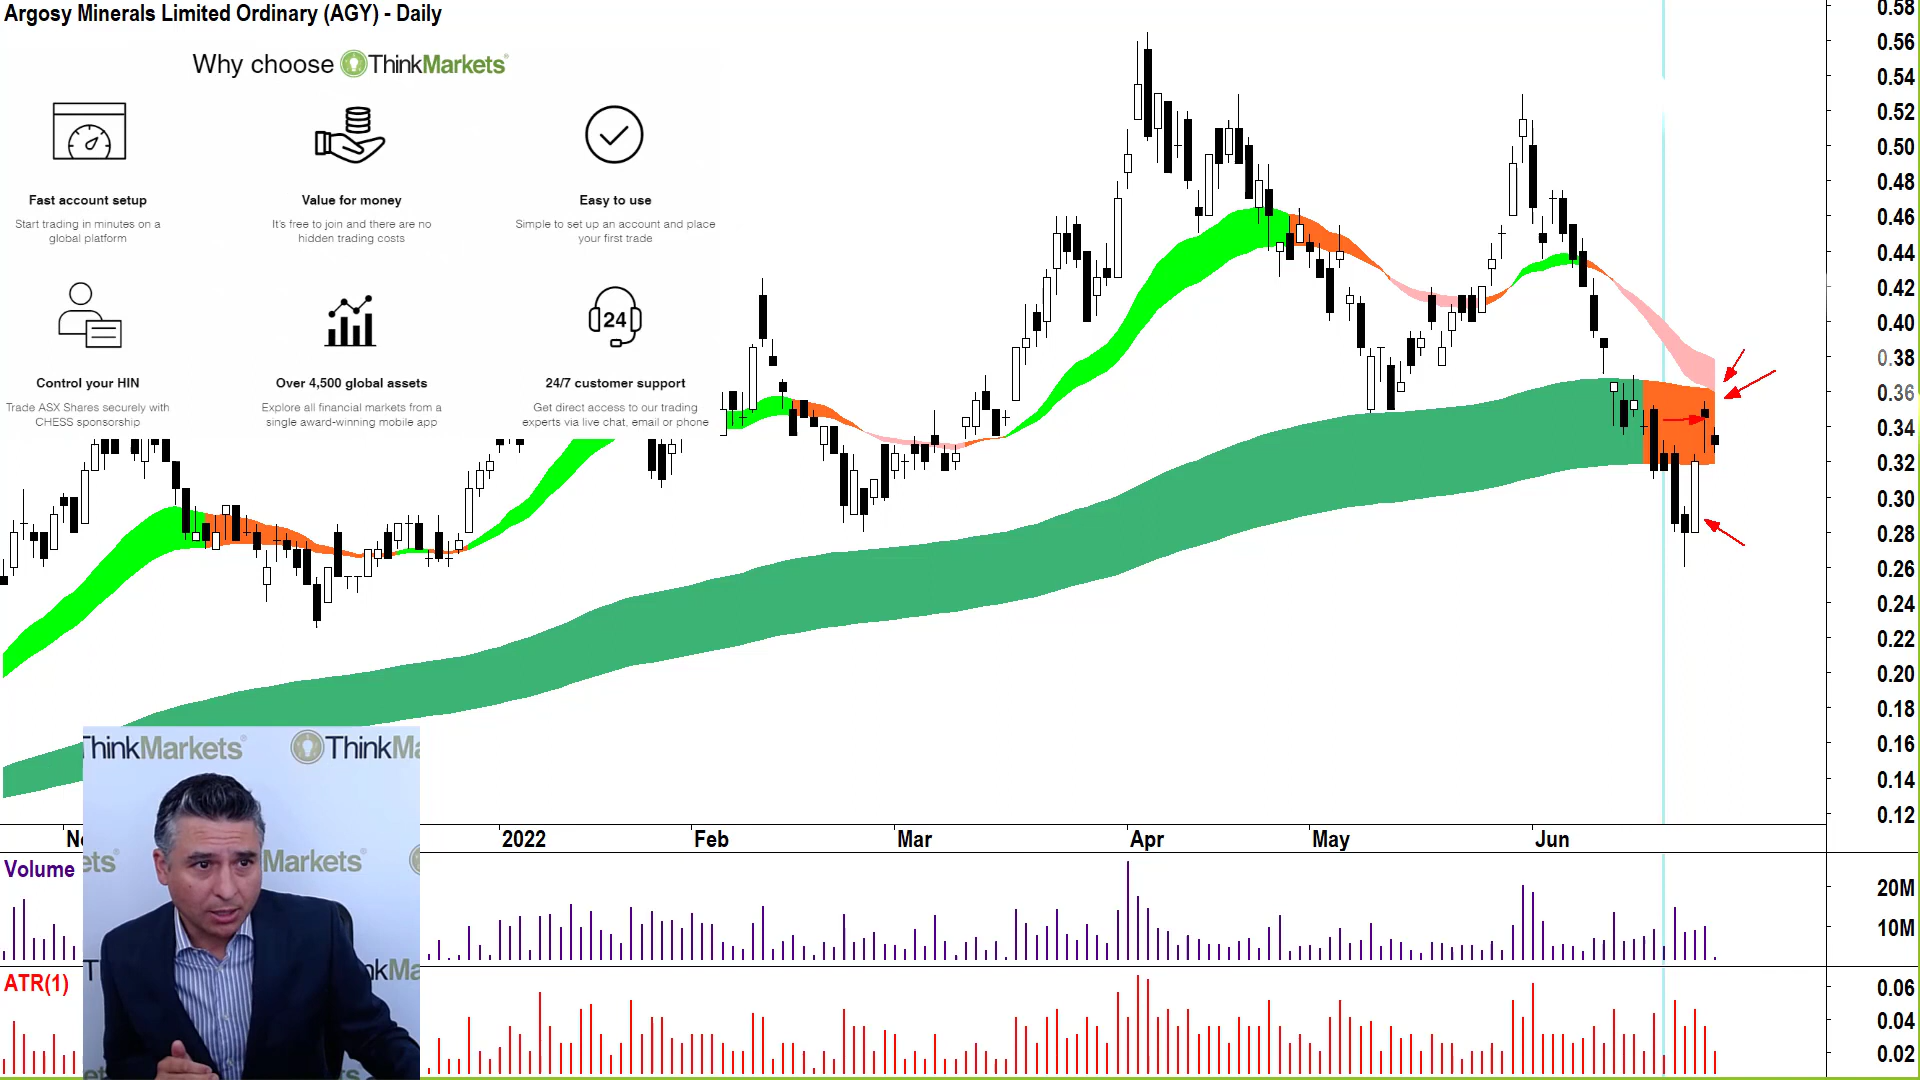 Argosy Minerals Limited Ordinary (AGY) - Daily
Why choose ThinkMarkets
Fast account setup
Start trading in minutes on a
global platform
Value for money
It's free to join and there are no
hidden trading costs
Easy to use
Simple to set up an account and place
your first trade
24
Control your HIN
Trade ASX Shares securely with
CHESS sponsorship
Over 4,500 global assets
Explore all financial markets from a
single award-winning mobile app
24/7 customer support
Get direct access to our trading
experts via live chat, email or phone
0.58
0.56
0.54
0.52
0.50
0.48
0.46
0.44
0.42
0.40
0.38
0.36
0.34
0.32
0.30
0.28
0.26
0.24
0.22
0.20
0.18
0.16
0.14
0.12
No
2022
Feb
Mar
Apr
May
Jun
Volume
20M
10M
ATR(1)
0.06
0.04
0.02
ThinkMarkets
ThinkMa
ets
Markets
T
nkMa
ets